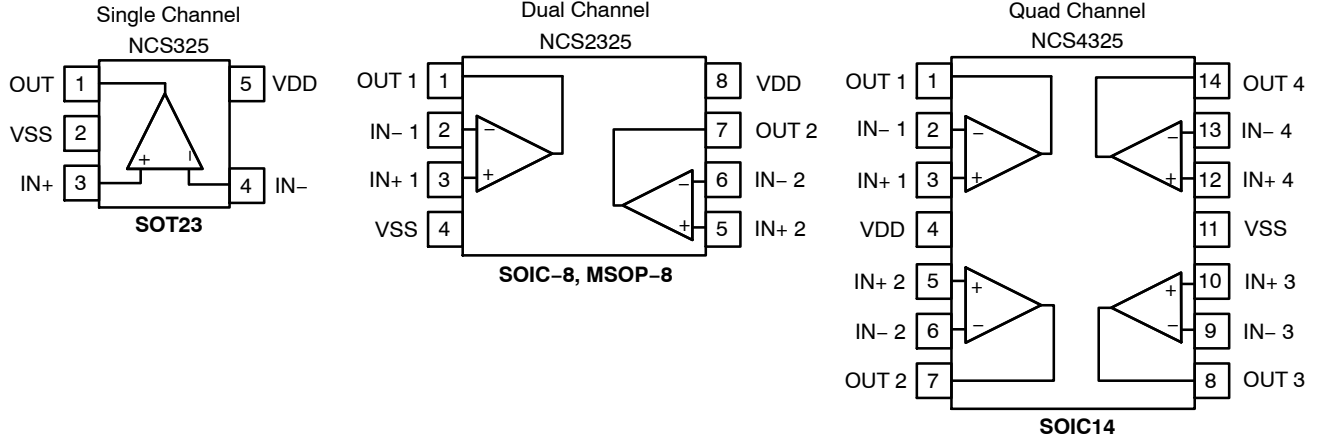 Single Channel
NCS325
OUT 1
5 VDD
VSS 2
IN+ 3
4 IN−
+ −
SOT23
Dual Channel
NCS2325
OUT 1 1
8 VDD
IN− 1 2 −
7 OUT 2
IN+ 1 3 +
− 6 IN− 2
VSS 4
+ 5 IN+ 2
SOIC−8, MSOP−8
Quad Channel
NCS4325
OUT 1 1
14 OUT 4
IN− 1 2 −
− 13 IN− 4
IN+ 1 3 +
+ 12 IN+ 4
VDD 4
11 VSS
IN+ 2 5 +
+ 10 IN+ 3
IN− 2 6 −
− 9 IN− 3
OUT 2 7
8 OUT 3
SOIC14